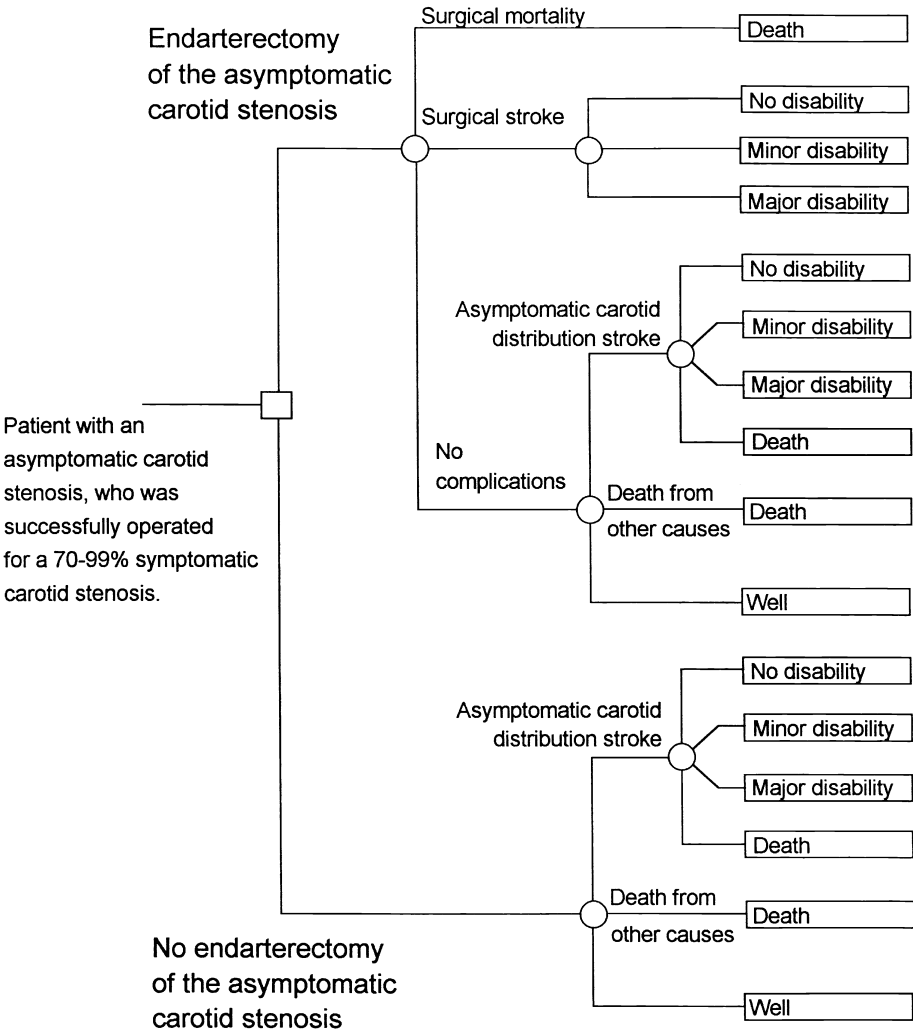 Endarterectomy
of the asymptomatic
carotid stenosis
Surgical mortality
Death
Surgical stroke
No disability
Minor disability
Major disability
Asymptomatic carotid
distribution stroke
No disability
Minor disability
Major disability
Death
No
complications
Death from
other causes
Death
Well
Patient with an
asymptomatic carotid
stenosis, who was
successfully operated
for a 70-99% symptomatic
carotid stenosis.
Asymptomatic carotid
distribution stroke
No disability
Minor disability
Major disability
Death
Death from
other causes
Death
Well
No endarterectomy
of the asymptomatic
carotid stenosis